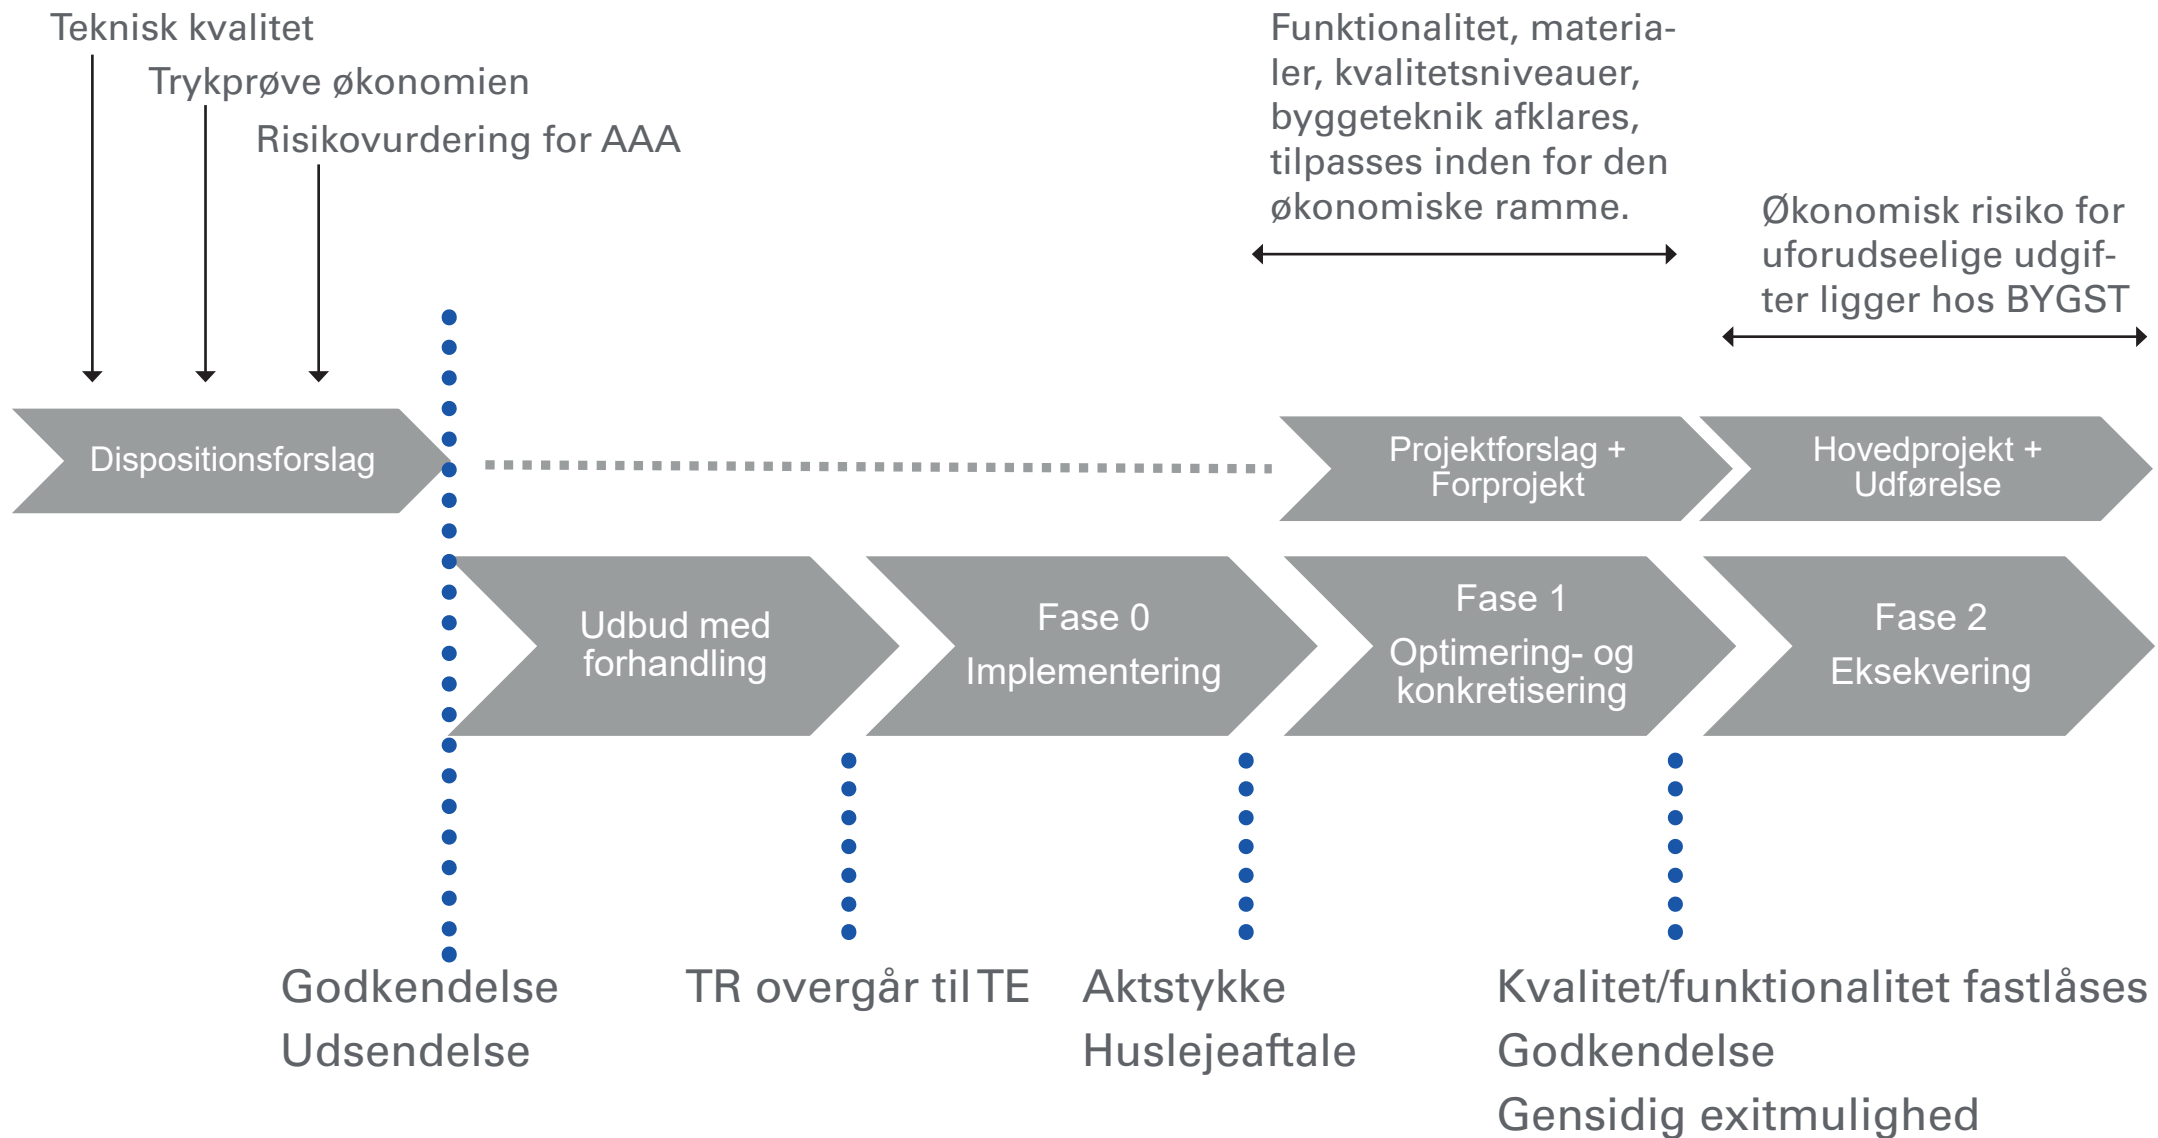 Teknisk kvalitet
Trykprøve økonomien
Risikovurdering for AAA
Funktionalitet, materia-
ler, kvalitetsniveauer,
byggeteknik afklares,
tilpasses inden for den
økonomiske ramme.
Økonomisk risiko for
uforudseelige udgif-
ter ligger hos BYGST
Dispositionsforslag
Projektforslag +
Forprojekt
Hovedprojekt +
Udførelse
Udbud med
forhandling
Fase 0
Implementering
Fase 1
Optimering- og
konkretisering
Fase 2
Eksekvering
Godkendelse
Udsendelse
TR overgår til TE
Aktstykke
Huslejeaftale
Kvalitet/funktionalitet fastlåses
Godkendelse
Gensidig exitmulighed